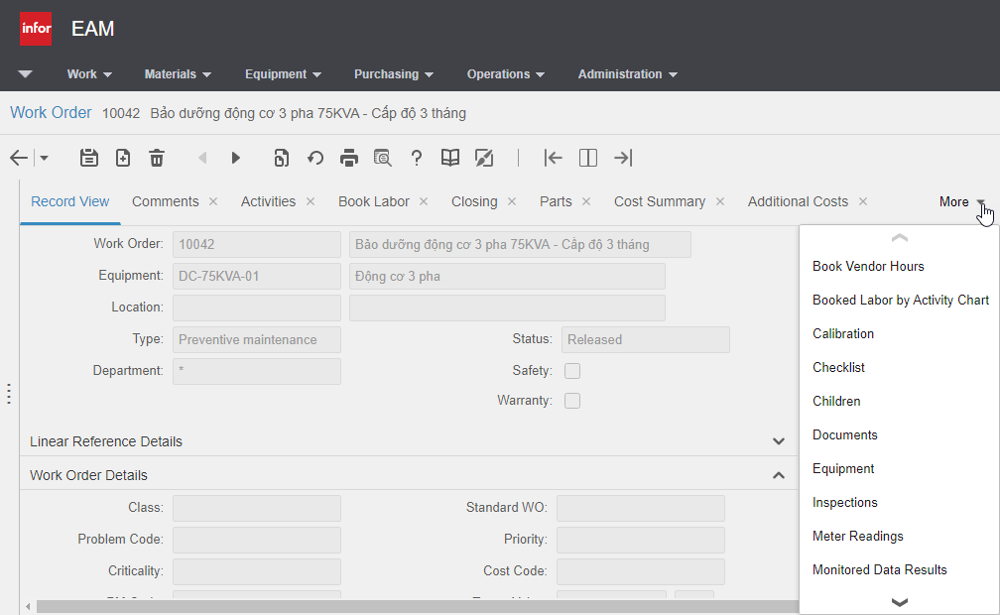 infor EAM
Work Materials Equipment Purchasing Operations Administration
Work Order 10042 Bảo dưỡng động cơ 3 pha 75KVA - Cấp độ 3 tháng
Record View Comments Activities Book Labor Closing Parts Cost Summary Additional Costs More
Work Order: 10042 Bảo dưỡng động cơ 3 pha 75KVA - Cấp độ 3 tháng
Equipment: DC-75KVA-01 Động cơ 3 pha
Location:
Type: Preventive maintenance Status: Released
Department: * Safety:
Warranty:
Linear Reference Details
Work Order Details
Class: Standard WO:
Problem Code: Priority:
Criticality: Cost Code:
Book Vendor Hours
Booked Labor by Activity Chart
Calibration
Checklist
Children
Documents
Equipment
Inspections
Meter Readings
Monitored Data Results